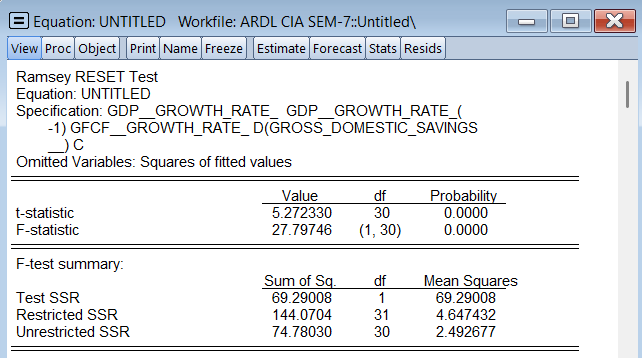 Equation: UNTITLED Workfile: ARDL CIA SEM-7::Untitled\
View Proc Object Print Name Freeze Estimate Forecast Stats Resids
Ramsey RESET Test
Equation: UNTITLED
Specification: GDP__GROWTH_RATE_ GDP__GROWTH_RATE_(
-1) GFCF__GROWTH_RATE_ D(GROSS_DOMESTIC_SAVINGS
__) C
Omitted Variables: Squares of fitted values
Value df Probability
t-statistic 5.272330 30 0.0000
F-statistic 27.79746 (1, 30) 0.0000
F-test summary:
Sum of Sq. df Mean Squares
Test SSR 69.29008 1 69.29008
Restricted SSR 144.0704 31 4.647432
Unrestricted SSR 74.78030 30 2.492677